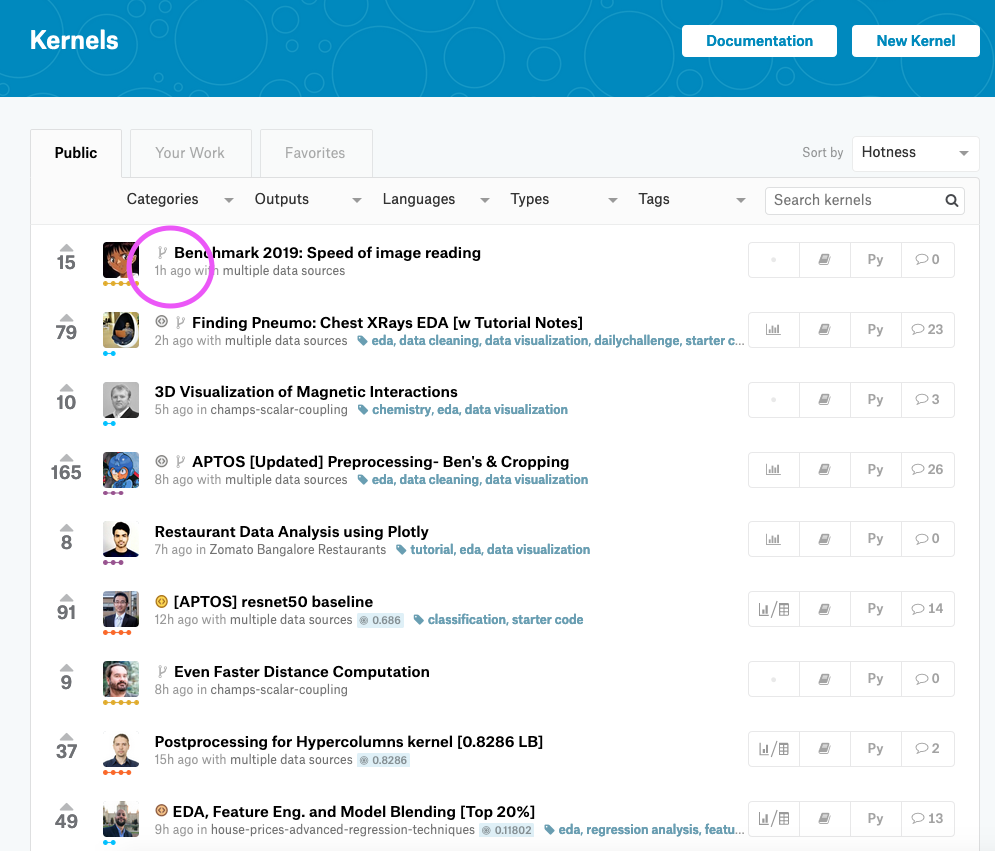 Kernels
Documentation
New Kernel
Public
Your Work
Favorites
Sort by
Hotness
Categories
Outputs
Languages
Types
Tags
Search kernels
15
Benchmark 2019: Speed of image reading
1h ago with multiple data sources
Py
0
79
Finding Pneumo: Chest XRays EDA [w Tutorial Notes]
2h ago with multiple data sources
eda, data cleaning, data visualization, dailychallenge, starter c...
Py
23
10
3D Visualization of Magnetic Interactions
5h ago in champs-scalar-coupling
chemistry, eda, data visualization
Py
3
165
APTOS [Updated] Preprocessing- Ben's & Cropping
8h ago with multiple data sources
eda, data cleaning, data visualization
Py
26
8
Restaurant Data Analysis using Plotly
7h ago in Zomato Bangalore Restaurants
tutorial, eda, data visualization
Py
0
91
[APTOS] resnet50 baseline
12h ago with multiple data sources
0.686
classification, starter code
Py
14
9
Even Faster Distance Computation
8h ago in champs-scalar-coupling
Py
0
37
Postprocessing for Hypercolumns kernel [0.8286 LB]
15h ago with multiple data sources
0.8286
Py
2
49
EDA, Feature Eng. and Model Blending [Top 20%]
9h ago in house-prices-advanced-regression-techniques
0.11802
eda, regression analysis, featu...
Py
13